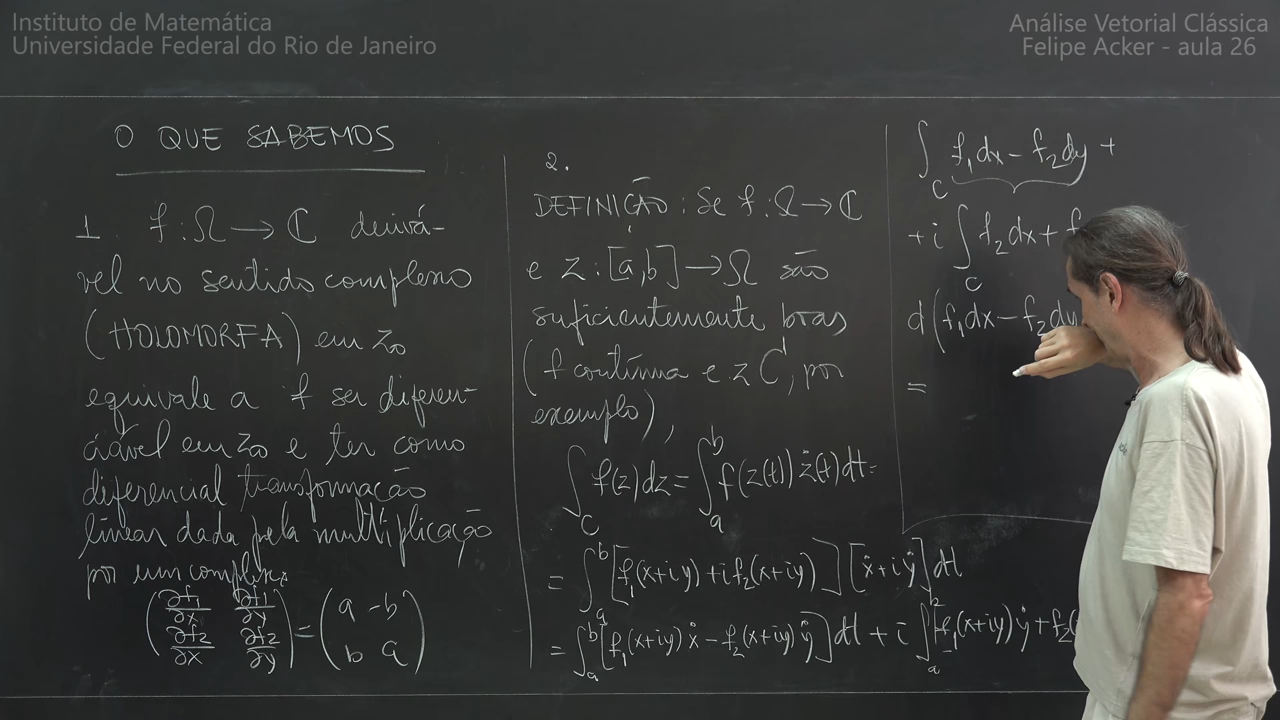 Instituto de Matemática
Universidade Federal do Rio de Janeiro
Análise Vetorial Clássica
Felipe Acker - aula 26
O QUE SABEMOS
1. f : Ω → ℂ derivá-
vel no sentido complexo
(HOLOMORFA) em z₀
equivale a f ser diferen-
ciável em z₀ e ter como
diferencial transformação
linear dada pela multiplicação
por um complexo
(∂f₁/∂x ∂f₁/∂y
∂f₂/∂x ∂f₂/∂y) = (a -b
b a)
2.
DEFINIÇÃO : Se f : Ω → ℂ
e z : [a,b] → Ω são
suficientemente boas
(f contínua e z C¹, por
exemplo),
∫_C f(z)dz = ∫_a^b f(z(t)) ż(t)dt =
= ∫_a^b [f₁(x+iy) + i f₂(x+iy)] [ẋ + iẏ] dt
= ∫_a^b [f₁(x+iy) ẋ - f₂(x+iy) ẏ] dt + i ∫_a [f₁(x+iy) ẏ + f₂(
∫_C f₁dx - f₂dy +
+ i ∫_C f₂dx + f
d(f₁dx - f₂dy
=